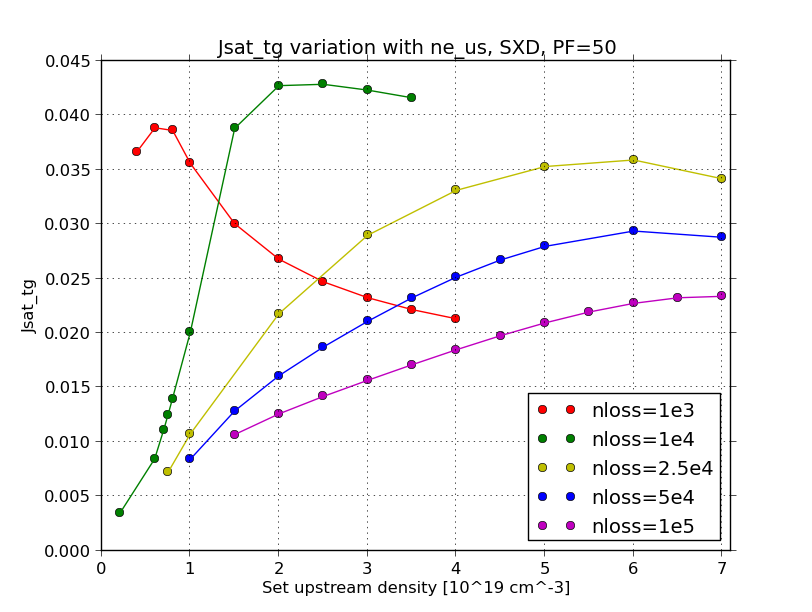 Jsat_tg variation with ne_us, SXD, PF=50
0.045
0.040
0.035
0.030
0.025
0.020
0.015
0.010
0.005
0.000
Jsat_tg
nloss=1e3
nloss=1e4
nloss=2.5e4
nloss=5e4
nloss=1e5
0 1 2 3 4 5 6 7
Set upstream density [10^19 cm^-3]